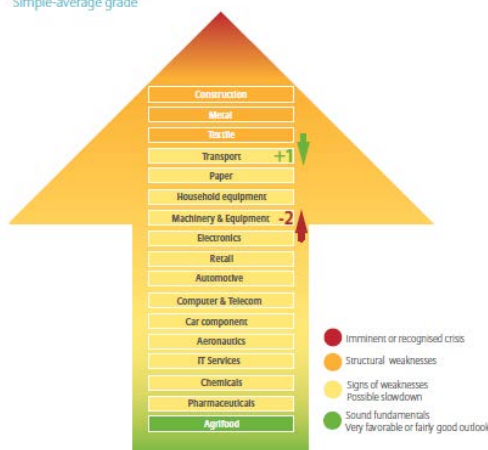 Simple-average grade
Construction
Metal
Textile
Transport +1
Paper
Household equipment
Machinery & Equipment -2
Electronics
Retail
Automotive
Computer & Telecom
Car component
Aeronautics
IT Services
Chemicals
Pharmaceuticals
Agrifood
Imminent or recognised crisis
Structural weaknesses
Signs of weaknesses
Possible slowdown
Sound fundamentals
Very favorable or fairly good outlook